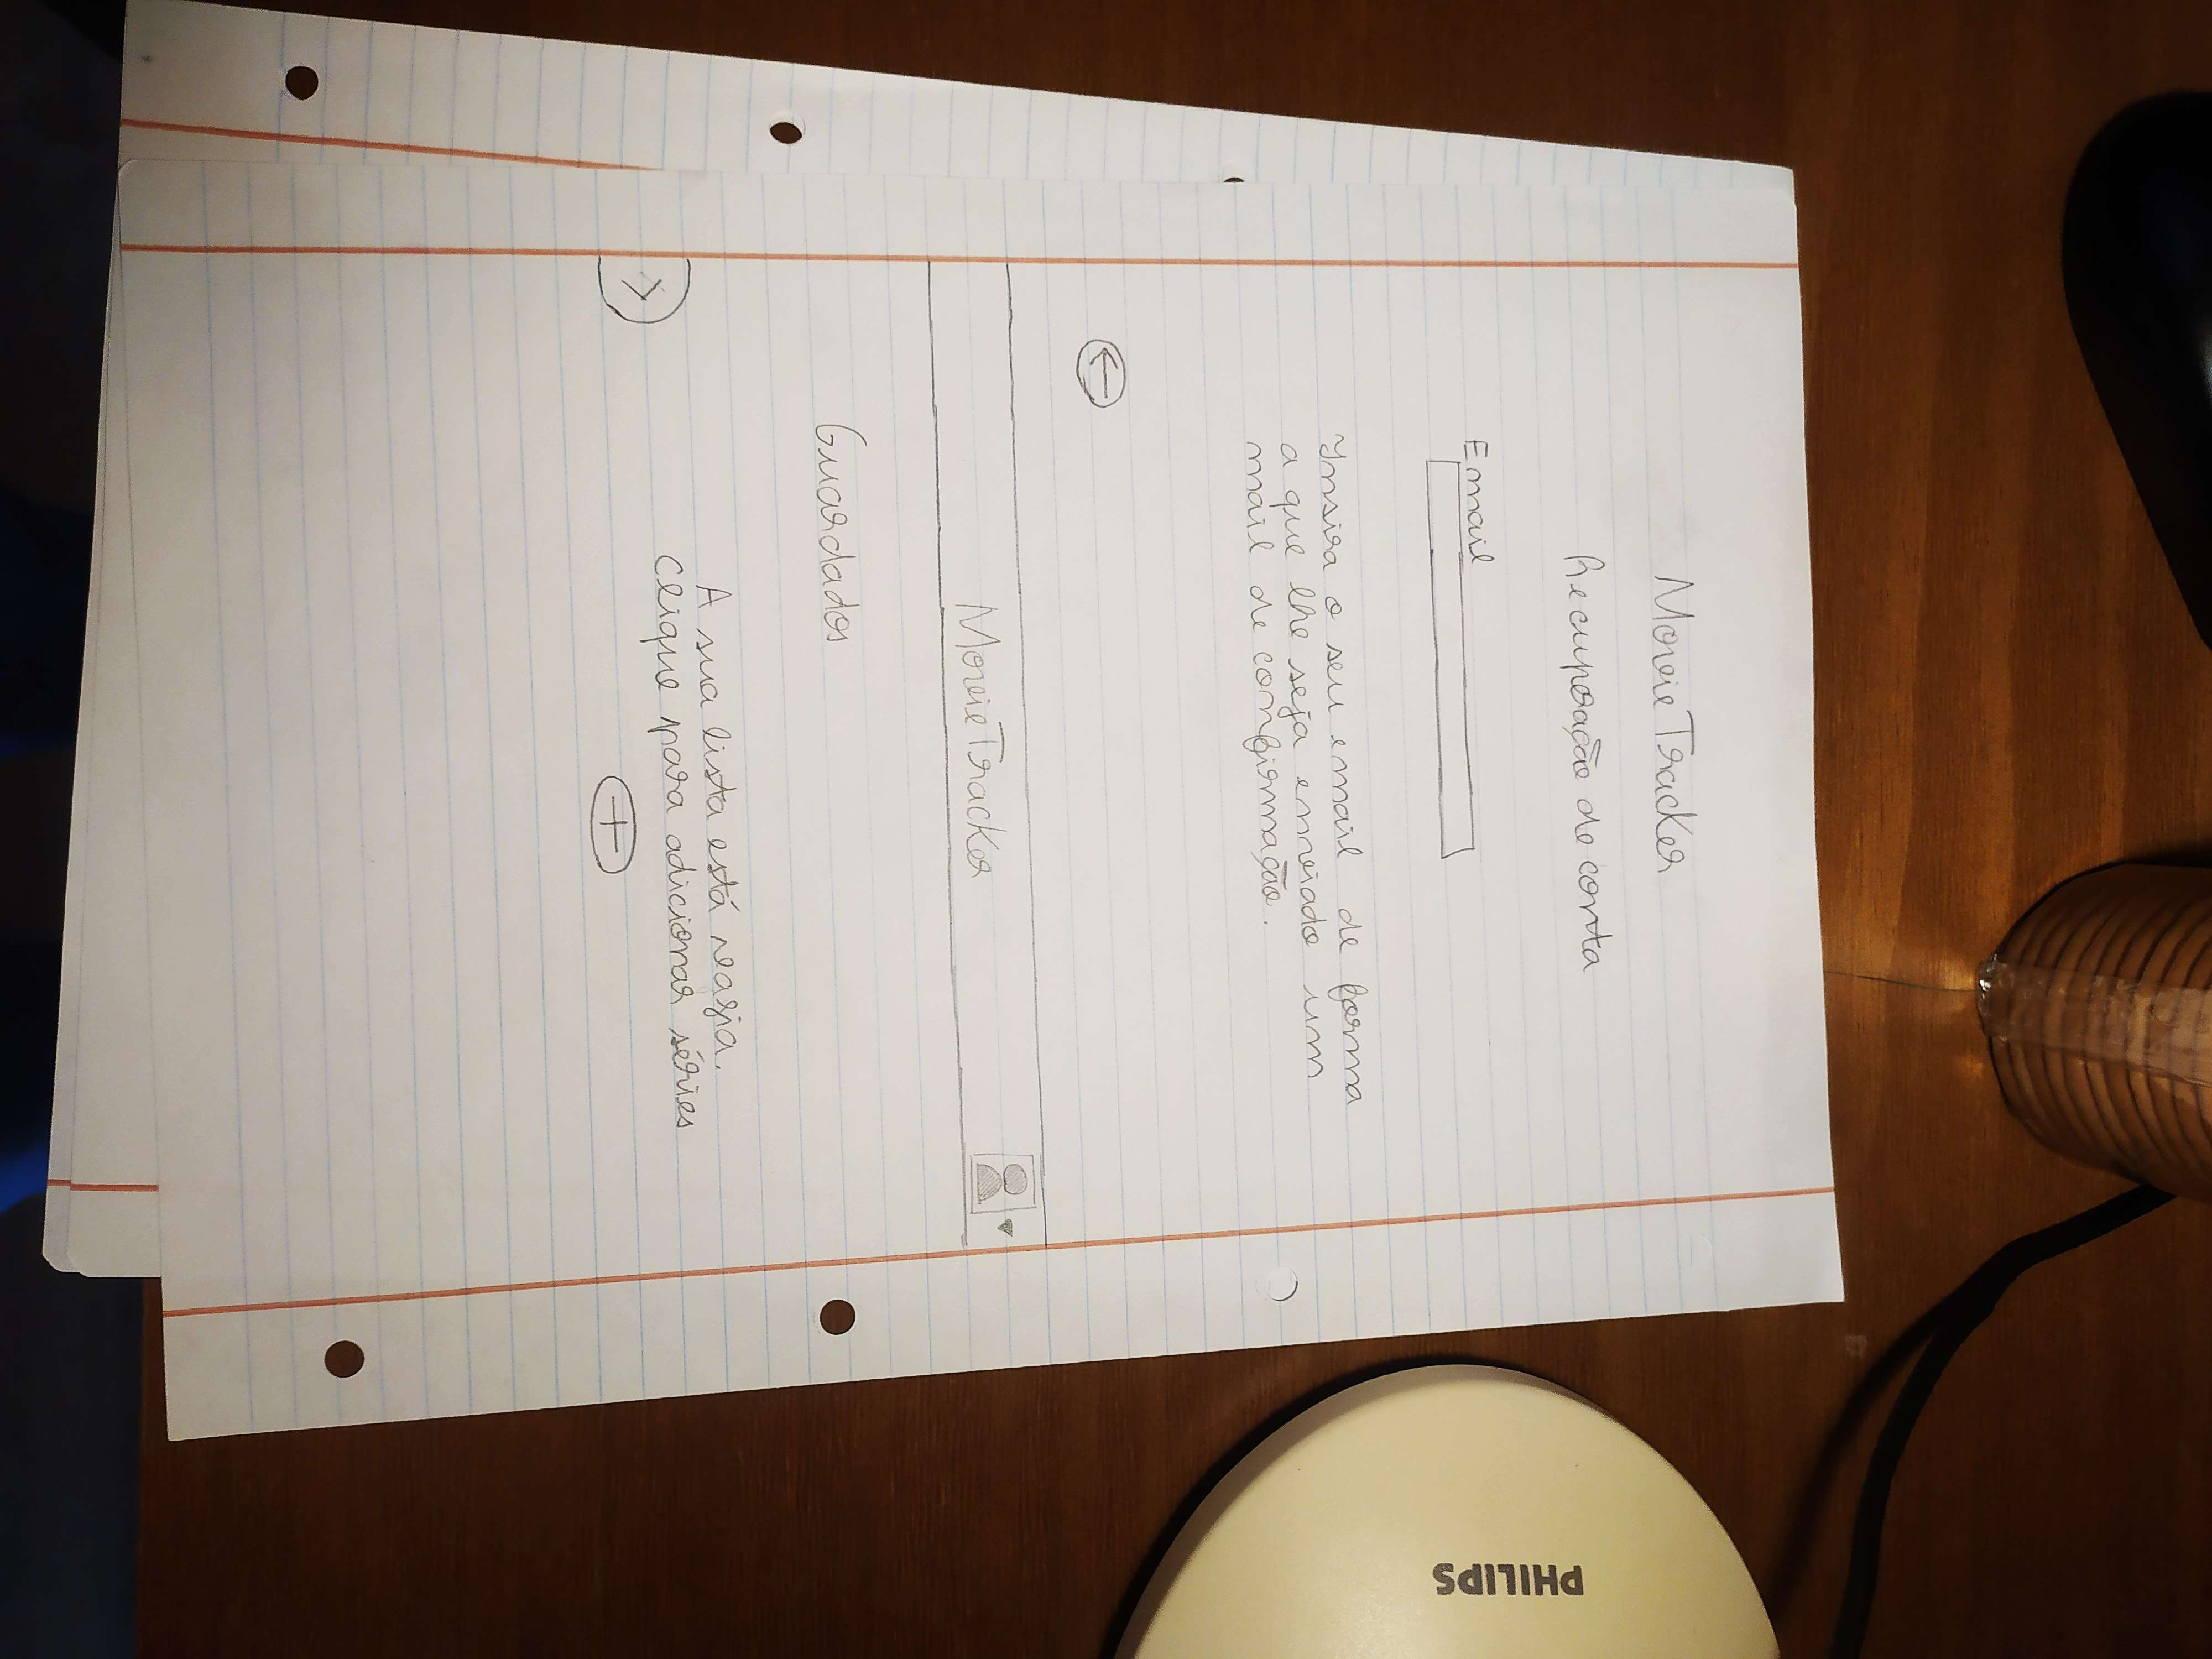 MovieTracker
Recuperação de conta
Email
Insira o seu email de forma
a que lhe seja enviado um
mail de confirmação.
MovieTracker
Guardados
A sua lista está vazia.
Clique para adicionar séries
PHILIPS